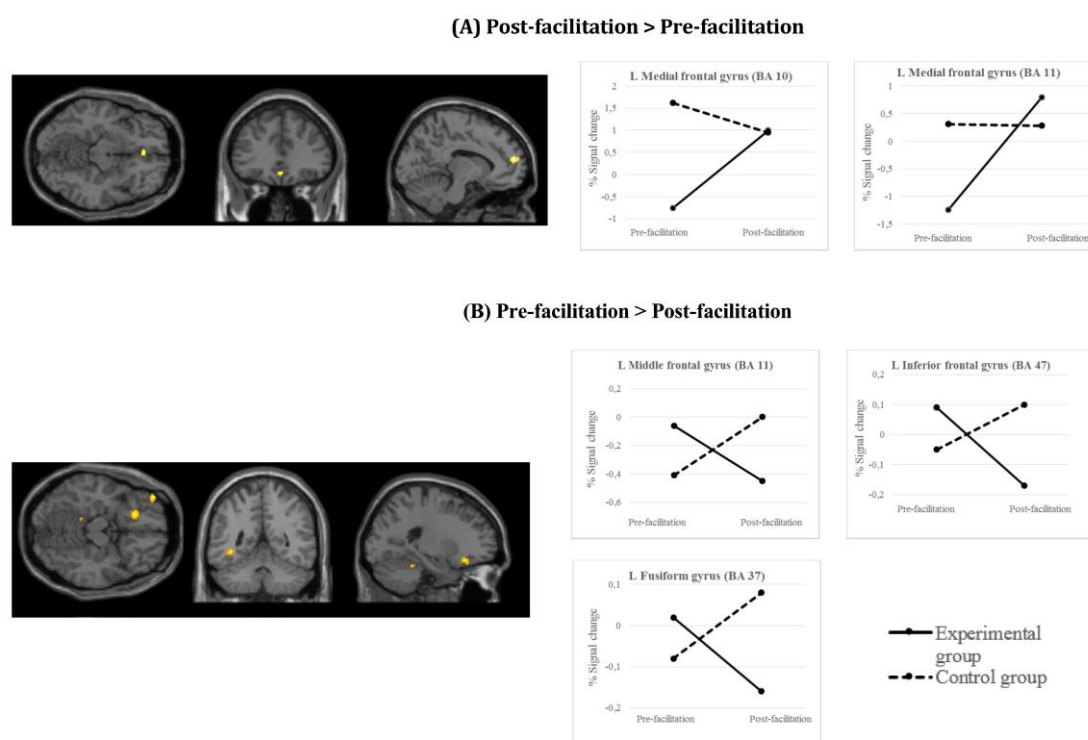 (A) Post-facilitation > Pre-facilitation
L Medial frontal gyrus (BA 10)
2
1,5
1
0,5
0
-0,5
-1
% Signal change
Pre-facilitation Post-facilitation
L Medial frontal gyrus (BA 11)
1
0,5
0
-0,5
-1
-1,5
% Signal change
Pre-facilitation Post-facilitation
(B) Pre-facilitation > Post-facilitation
L Middle frontal gyrus (BA 11)
0,2
0
-0,2
-0,4
-0,6
% Signal change
Pre-facilitation Post-facilitation
L Inferior frontal gyrus (BA 47)
0,2
0,1
0
-0,1
-0,2
% Signal change
Pre-facilitation Post-facilitation
L Fusiform gyrus (BA 37)
0,1
0
-0,1
-0,2
% Signal change
Pre-facilitation Post-facilitation
Experimental
group
Control group